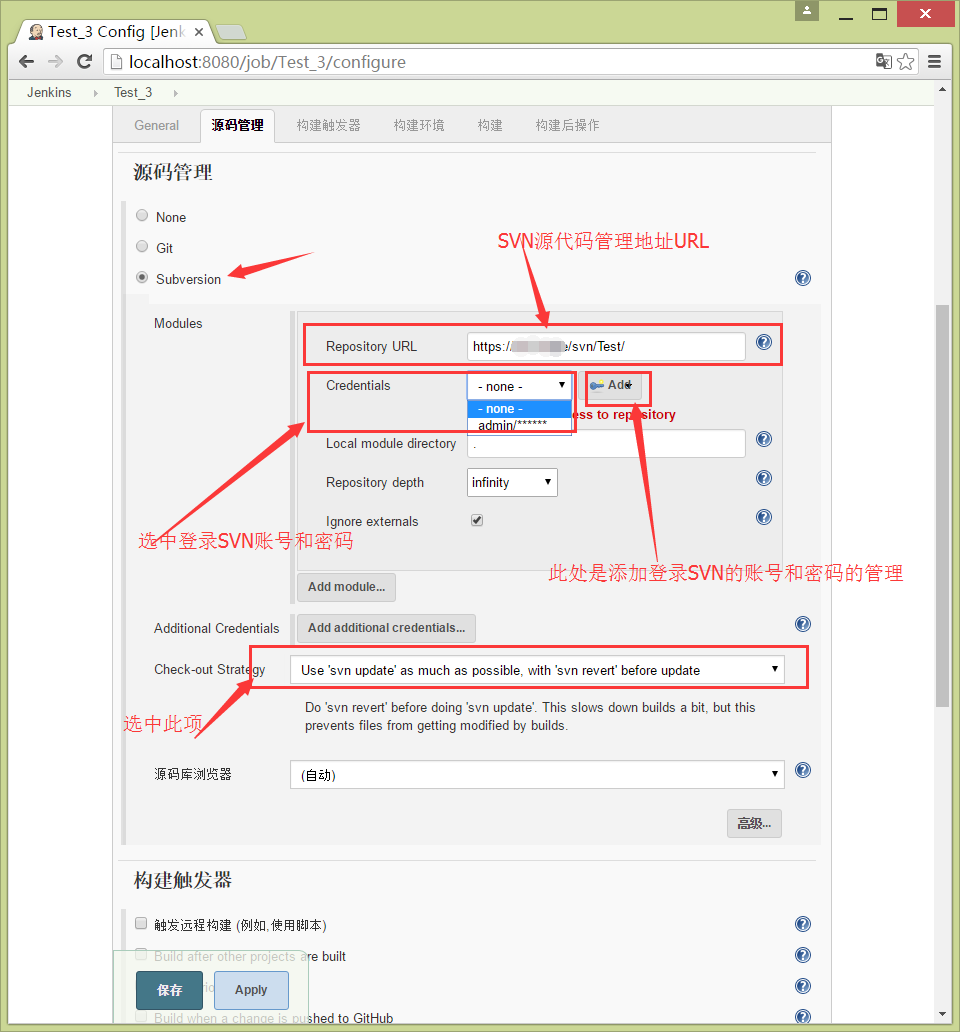 Test_3 Config [Jenk
localhost:8080/job/Test_3/configure
Jenkins Test_3
General 源码管理 构建触发器 构建环境 构建 构建后操作
源码管理
None
SVN源代码管理地址URL
Git
Subversion
Modules
Repository URL https:// e/svn/Test/
Credentials - none - Add
- none -
ess to repository
admin/******
Local module directory .
Repository depth infinity
Ignore externals
选中登录SVN账号和密码
此处是添加登录SVN的账号和密码的管理
Add module...
Additional Credentials Add additional credentials...
Check-out Strategy Use 'svn update' as much as possible, with 'svn revert' before update
Do 'svn revert' before doing 'svn update'. This slows down builds a bit, but this
选中此项
prevents files from getting modified by builds.
源码库浏览器 (自动)
高级...
构建触发器
触发远程构建 (例如,使用脚本)
Build after other projects are built
保存 Apply
Build when a change is pushed to GitHub